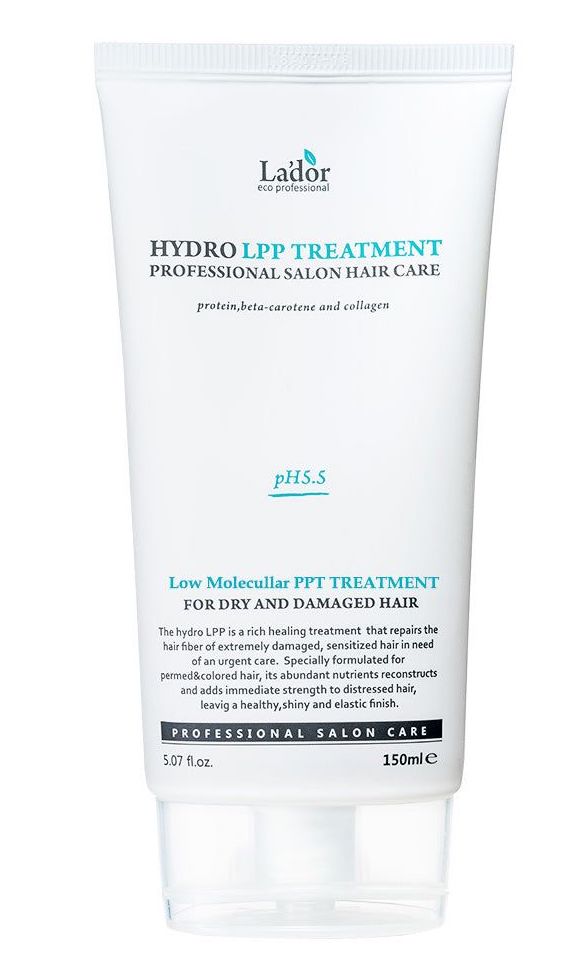 La'dor
eco professional
HYDRO LPP TREATMENT
PROFESSIONAL SALON HAIR CARE
protein,beta-carotene and collagen
pH5.5
Low Molecullar PPT TREATMENT
FOR DRY AND DAMAGED HAIR
The hydro LPP is a rich healing treatment that repairs the
hair fiber of extremely damaged, sensitized hair in need
of an urgent care. Specially formulated for
permed&colored hair, its abundant nutrients reconstructs
and adds immediate strength to distressed hair,
leavig a healthy,shiny and elastic finish.
PROFESSIONAL SALON CARE
5.07 fl.oz. 150ml℮